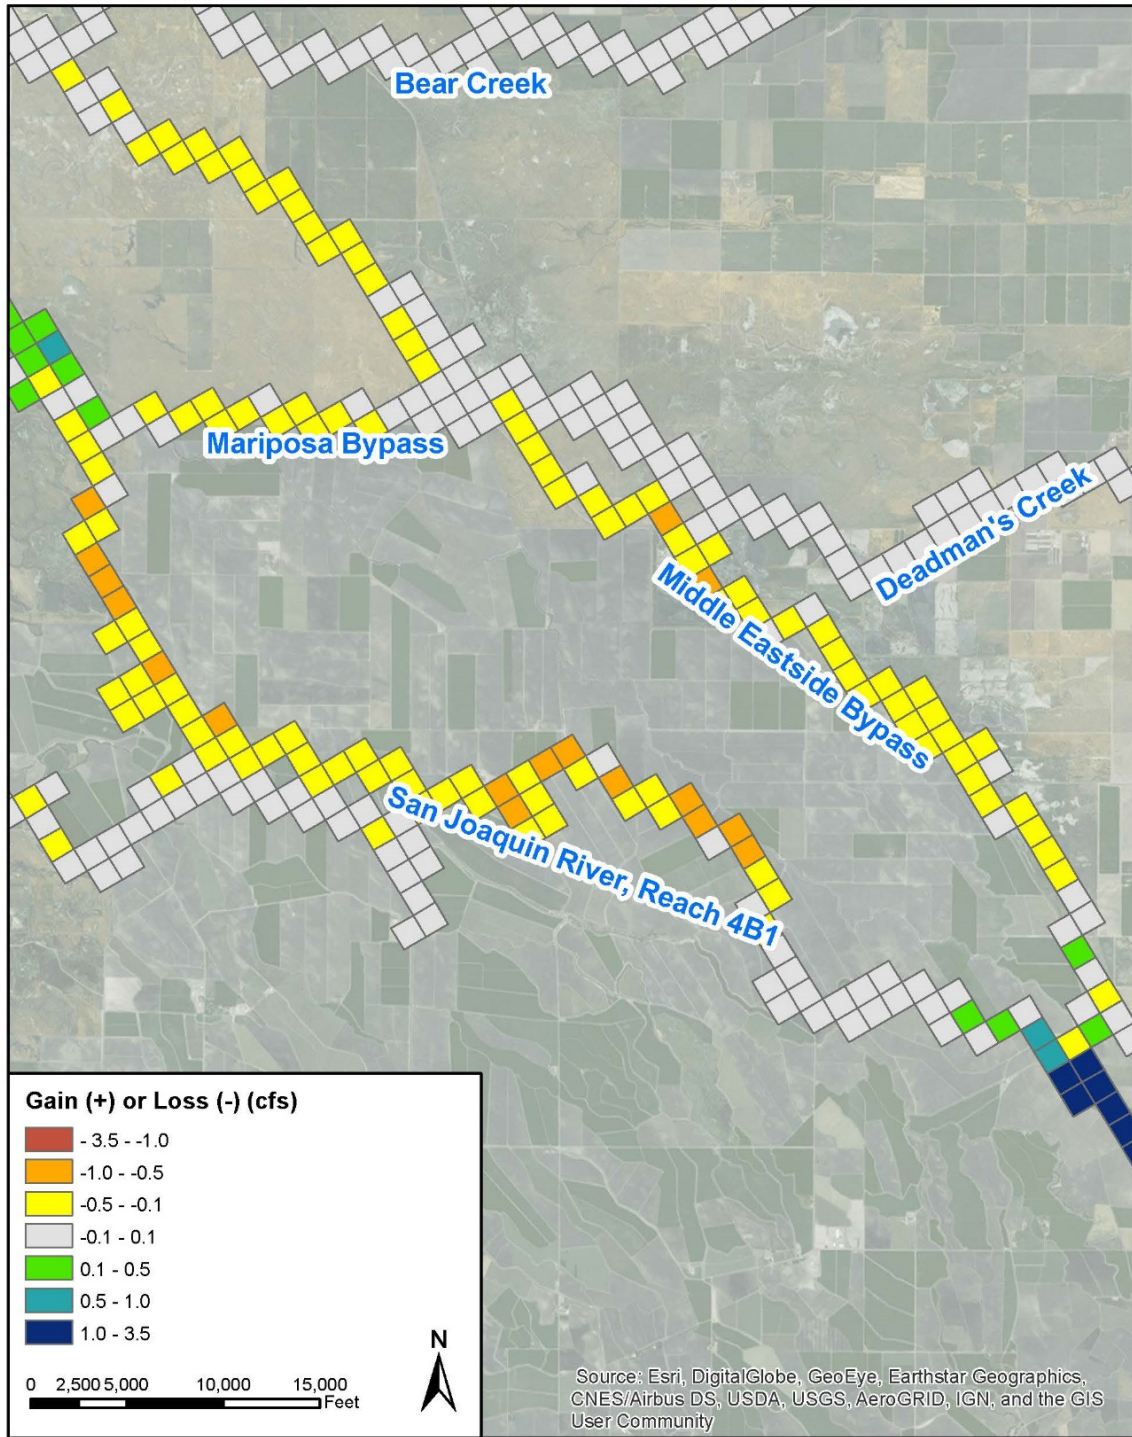 Bear Creek
Mariposa Bypass
Deadman's Creek
Middle Eastside Bypass
San Joaquin River, Reach 4B1
Gain (+) or Loss (-) (cfs)
- 3.5 - -1.0
-1.0 - -0.5
-0.5 - -0.1
-0.1 - 0.1
0.1 - 0.5
0.5 - 1.0
1.0 - 3.5
N
0 2,500 5,000 10,000 15,000
Feet
Source: Esri, DigitalGlobe, GeoEye, Earthstar Geographics,
CNES/Airbus DS, USDA, USGS, AeroGRID, IGN, and the GIS
User Community